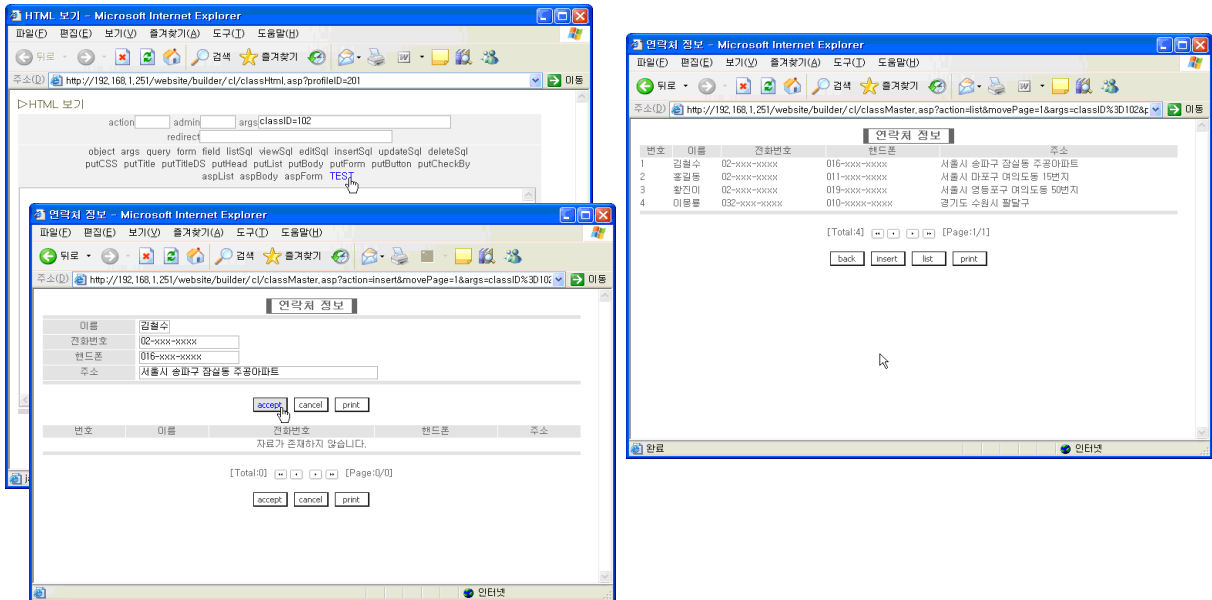 HTML 보기 - Microsoft Internet Explorer
파일(F) 편집(E) 보기(V) 즐겨찾기(A) 도구(T) 도움말(H)
뒤로 검색 즐겨찾기
주소(D) http://192.168.1.251/website/builder/cl/classHtml.asp?profileID=201 이동
▷HTML 보기
action admin args classID=102
redirect
object args query form field listSql viewSql editSql insertSql updateSql deleteSql
putCSS putTitle putTitleDS putHead putList putBody putForm putButton putCheckBy
aspList aspBody aspForm TEST
연락처 정보 - Microsoft Internet Explorer
파일(F) 편집(E) 보기(V) 즐겨찾기(A) 도구(T) 도움말(H)
뒤로 검색 즐겨찾기
주소(D) http://192.168.1.251/website/builder/cl/classMaster.asp?action=insert&movePage=1&args=classID%3D102 이동
연락처 정보
이름 김철수
전화번호 02-xxx-xxxx
핸드폰 016-xxx-xxxx
주소 서울시 송파구 잠실동 주공아파트
accept cancel print
번호 이름 전화번호 핸드폰 주소
자료가 존재하지 않습니다.
[Total:0] [Page:0/0]
accept cancel print
인터넷
연락처 정보 - Microsoft Internet Explorer
파일(F) 편집(E) 보기(V) 즐겨찾기(A) 도구(T) 도움말(H)
뒤로 검색 즐겨찾기
주소(D) http://192.168.1.251/website/builder/cl/classMaster.asp?action=list&movePage=1&args=classID%3D102&p 이동
연락처 정보
번호 이름 전화번호 핸드폰 주소
1 김철수 02-xxx-xxxx 016-xxx-xxxx 서울시 송파구 잠실동 주공아파트
2 홍길동 02-xxx-xxxx 011-xxx-xxxx 서울시 마포구 여의도동 15번지
3 황진이 02-xxx-xxxx 019-xxx-xxxx 서울시 영등포구 여의도동 50번지
4 이몽룡 032-xxx-xxxx 010-xxxx-xxxx 경기도 수원시 팔달구
[Total:4] [Page:1/1]
back insert list print
완료 인터넷